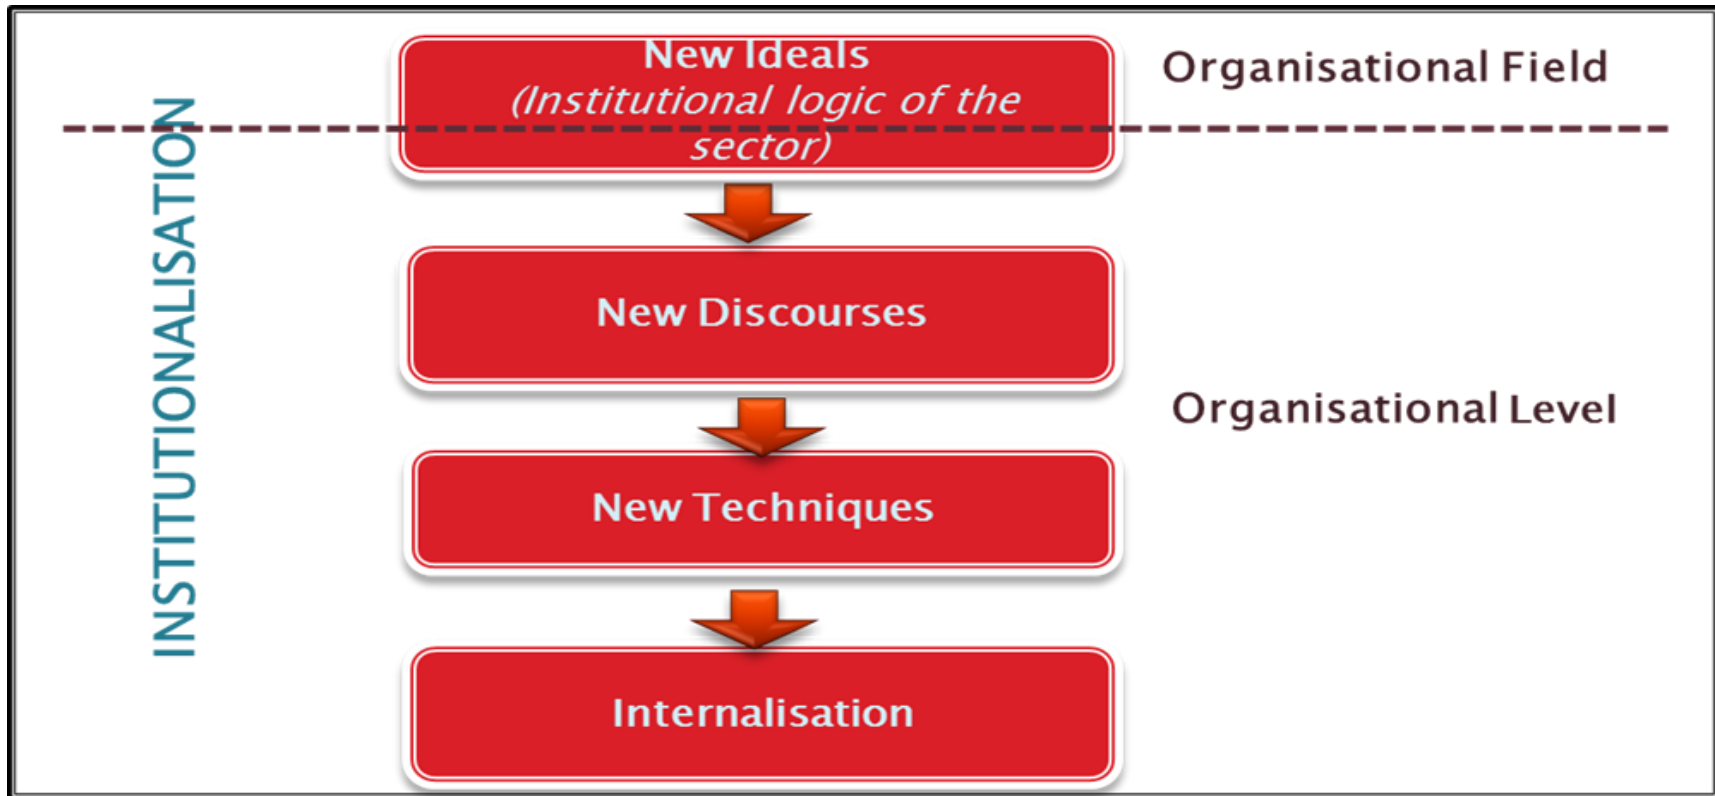 New Ideals
(Institutional logic of the
sector)
Organisational Field
INSTITUTIONALISATION
New Discourses
Organisational Level
New Techniques
Internalisation